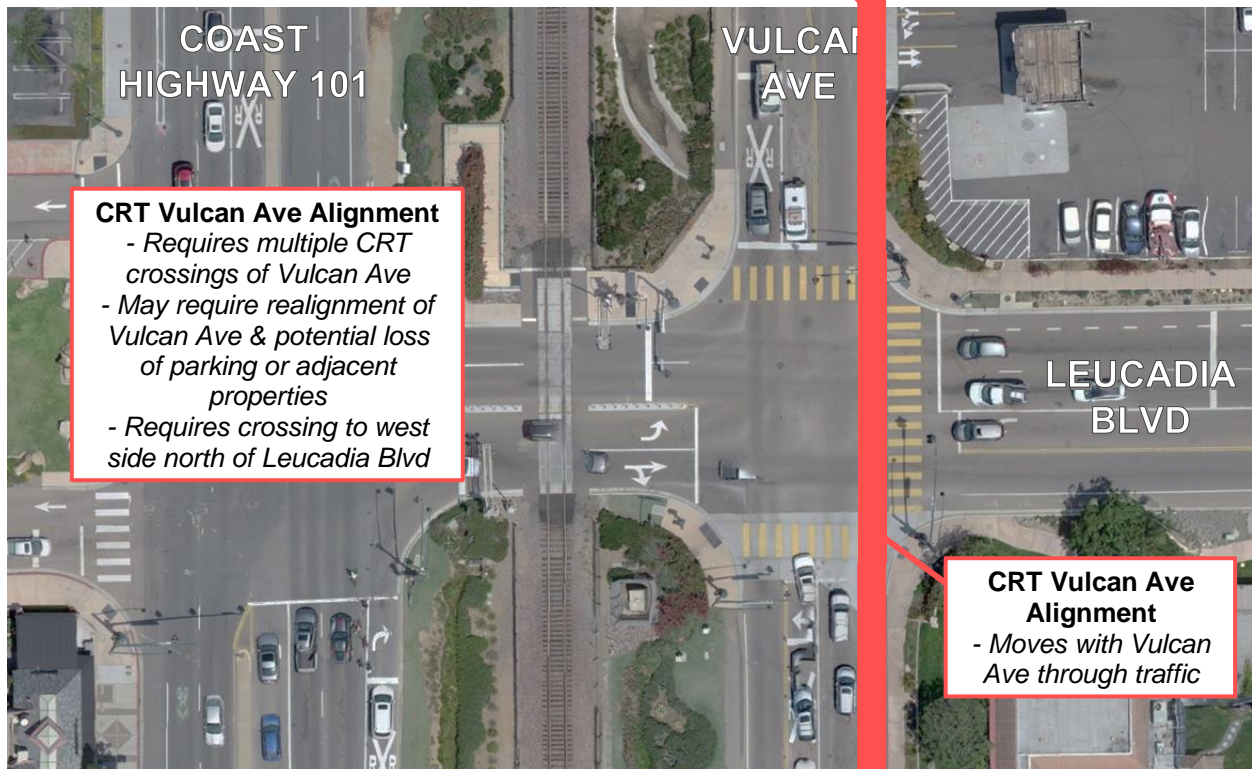 COAST
HIGHWAY 101
VULCAN
AVE
CRT Vulcan Ave Alignment
- Requires multiple CRT
crossings of Vulcan Ave
- May require realignment of
Vulcan Ave & potential loss
of parking or adjacent
properties
- Requires crossing to west
side north of Leucadia Blvd
LEUCADIA
BLVD
CRT Vulcan Ave
Alignment
- Moves with Vulcan
Ave through traffic